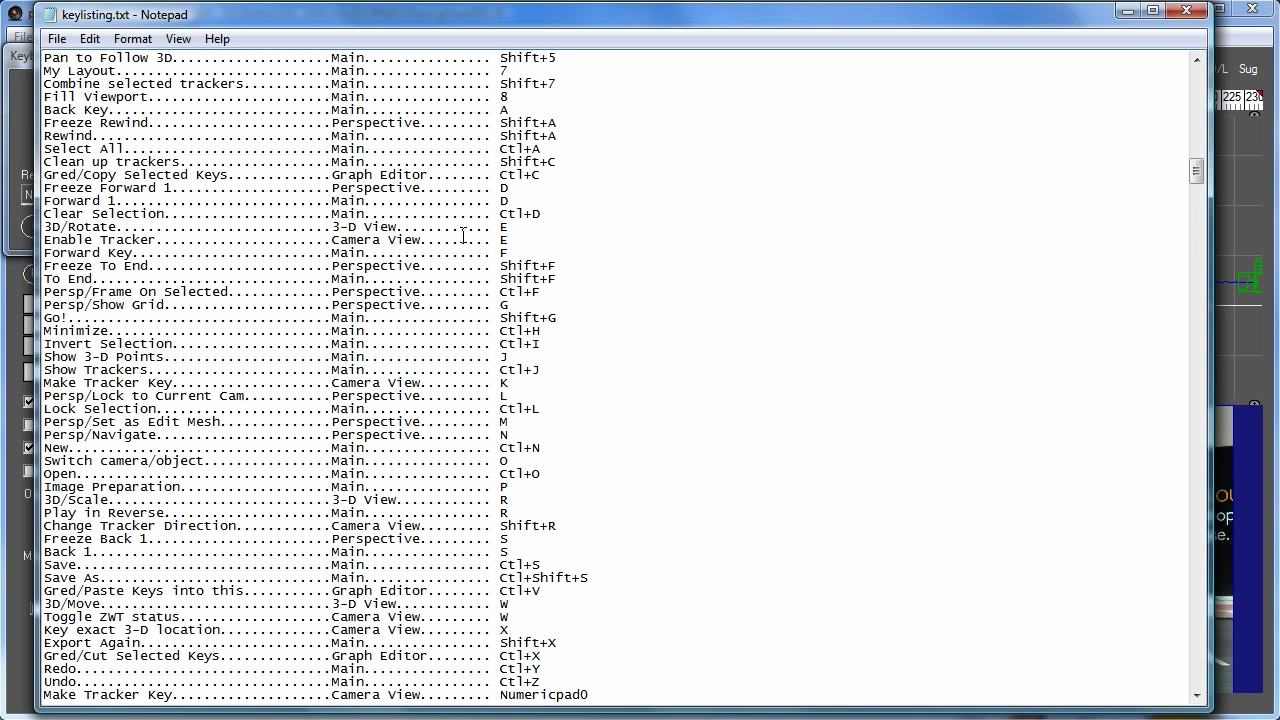 keylisting.txt - Notepad
File Edit Format View Help
Pan to Follow 3D....................Main................ Shift+5
My Layout...........................Main................ 7
Combine selected trackers...........Main................ Shift+7
Fill Viewport.......................Main................ 8
Back Key............................Main................ A
Freeze Rewind.......................Perspective......... Shift+A
Rewind..............................Main................ Shift+A
Select All..........................Main................ Ctl+A
Clean up trackers...................Main................ Shift+C
Gred/Copy Selected Keys.............Graph Editor........ Ctl+C
Freeze Forward 1....................Perspective......... D
Forward 1...........................Main................ D
Clear Selection.....................Main................ Ctl+D
3D/Rotate...........................3-D View............ E
Enable Tracker......................Camera View......... E
Forward Key.........................Main................ F
Freeze To End.......................Perspective......... Shift+F
To End..............................Main................ Shift+F
Persp/Frame On Selected.............Perspective......... Ctl+F
Persp/Show Grid.....................Perspective......... G
Go!.................................Main................ Shift+G
Minimize............................Main................ Ctl+H
Invert Selection....................Main................ Ctl+I
Show 3-D Points.....................Main................ J
Show Trackers.......................Main................ Ctl+J
Make Tracker Key....................Camera View......... K
Persp/Lock to Current Cam...........Perspective......... L
Lock Selection......................Main................ Ctl+L
Persp/Set as Edit Mesh..............Perspective......... M
Persp/Navigate......................Perspective......... N
New.................................Main................ Ctl+N
Switch camera/object................Main................ O
Open................................Main................ Ctl+O
Image Preparation...................Main................ P
3D/Scale............................3-D View............ R
Play in Reverse.....................Main................ R
Change Tracker Direction............Camera View......... Shift+R
Freeze Back 1.......................Perspective......... S
Back 1..............................Main................ S
Save................................Main................ Ctl+S
Save As.............................Main................ Ctl+Shift+S
Gred/Paste Keys into this...........Graph Editor........ Ctl+V
3D/Move.............................3-D View............ W
Toggle ZWT status...................Camera View......... W
Key exact 3-D location..............Camera View......... X
Export Again........................Main................ Shift+X
Gred/Cut Selected Keys..............Graph Editor........ Ctl+X
Redo................................Main................ Ctl+Y
Undo................................Main................ Ctl+Z
Make Tracker Key....................Camera View......... Numericpad0
File
Sug
225